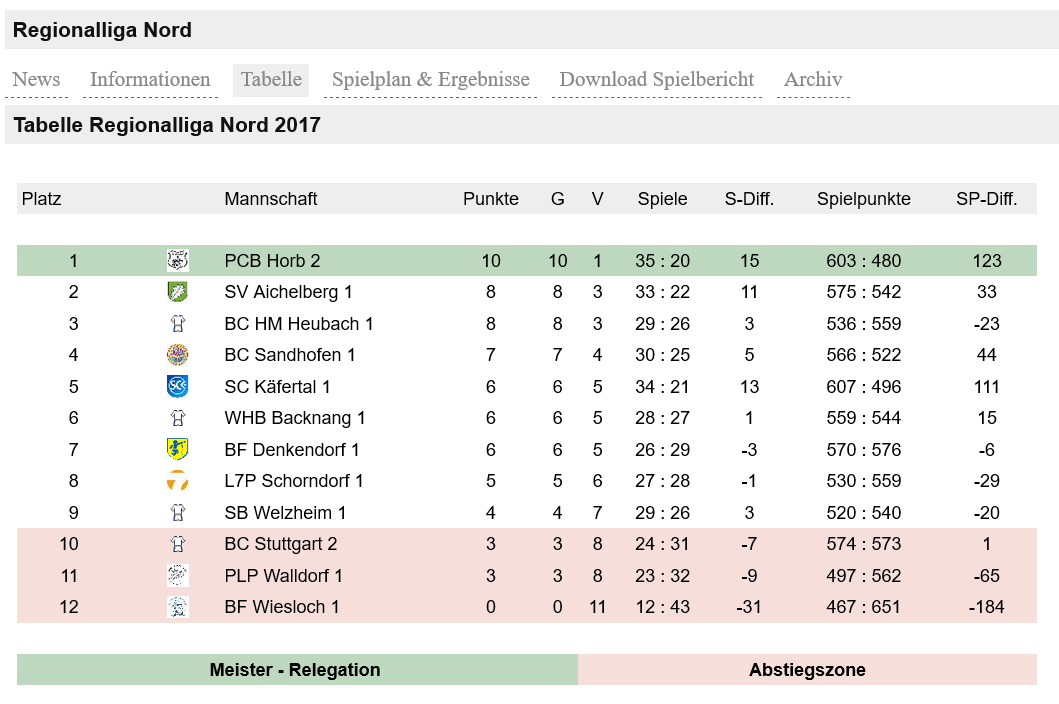 Regionalliga Nord
News Informationen Tabelle Spielplan & Ergebnisse Download Spielbericht Archiv
Tabelle Regionalliga Nord 2017
Platz Mannschaft Punkte G V Spiele S-Diff. Spielpunkte SP-Diff.
1 PCB Horb 2 10 10 1 35 : 20 15 603 : 480 123
2 SV Aichelberg 1 8 8 3 33 : 22 11 575 : 542 33
3 BC HM Heubach 1 8 8 3 29 : 26 3 536 : 559 -23
4 BC Sandhofen 1 7 7 4 30 : 25 5 566 : 522 44
5 SC Käfertal 1 6 6 5 34 : 21 13 607 : 496 111
6 WHB Backnang 1 6 6 5 28 : 27 1 559 : 544 15
7 BF Denkendorf 1 6 6 5 26 : 29 -3 570 : 576 -6
8 L7P Schorndorf 1 5 5 6 27 : 28 -1 530 : 559 -29
9 SB Welzheim 1 4 4 7 29 : 26 3 520 : 540 -20
10 BC Stuttgart 2 3 3 8 24 : 31 -7 574 : 573 1
11 PLP Walldorf 1 3 3 8 23 : 32 -9 497 : 562 -65
12 BF Wiesloch 1 0 0 11 12 : 43 -31 467 : 651 -184
Meister - Relegation Abstiegszone